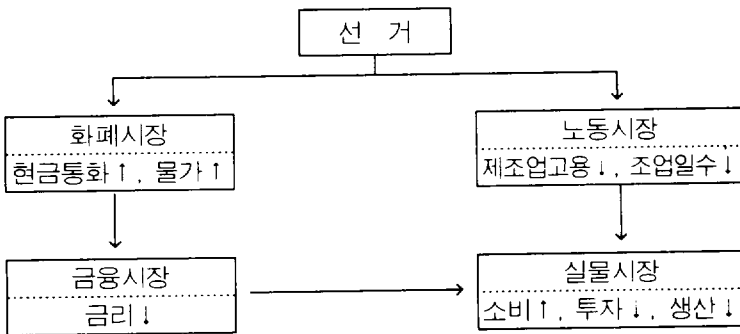 선 거
화폐시장
현금통화↑, 물가↑
노동시장
제조업고용↓, 조업일수↓
금융시장
금리↓
실물시장
소비↑, 투자↓, 생산↓